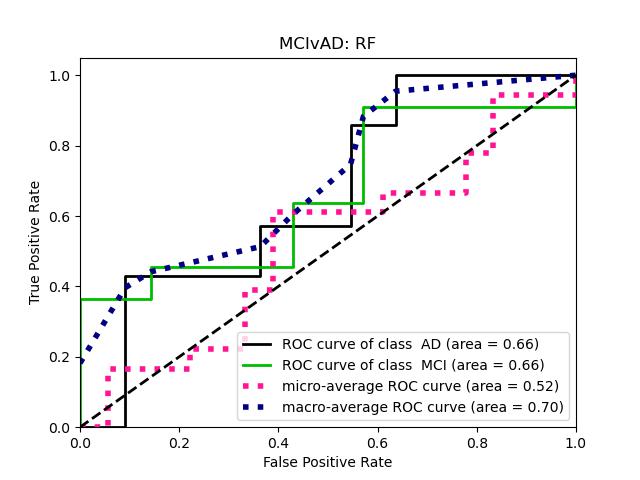 MCIvAD: RF
True Positive Rate
1.0
0.8
0.6
0.4
0.2
0.0
ROC curve of class  AD (area = 0.66)
ROC curve of class  MCI (area = 0.66)
micro-average ROC curve (area = 0.52)
macro-average ROC curve (area = 0.70)
0.0 0.2 0.4 0.6 0.8 1.0
False Positive Rate